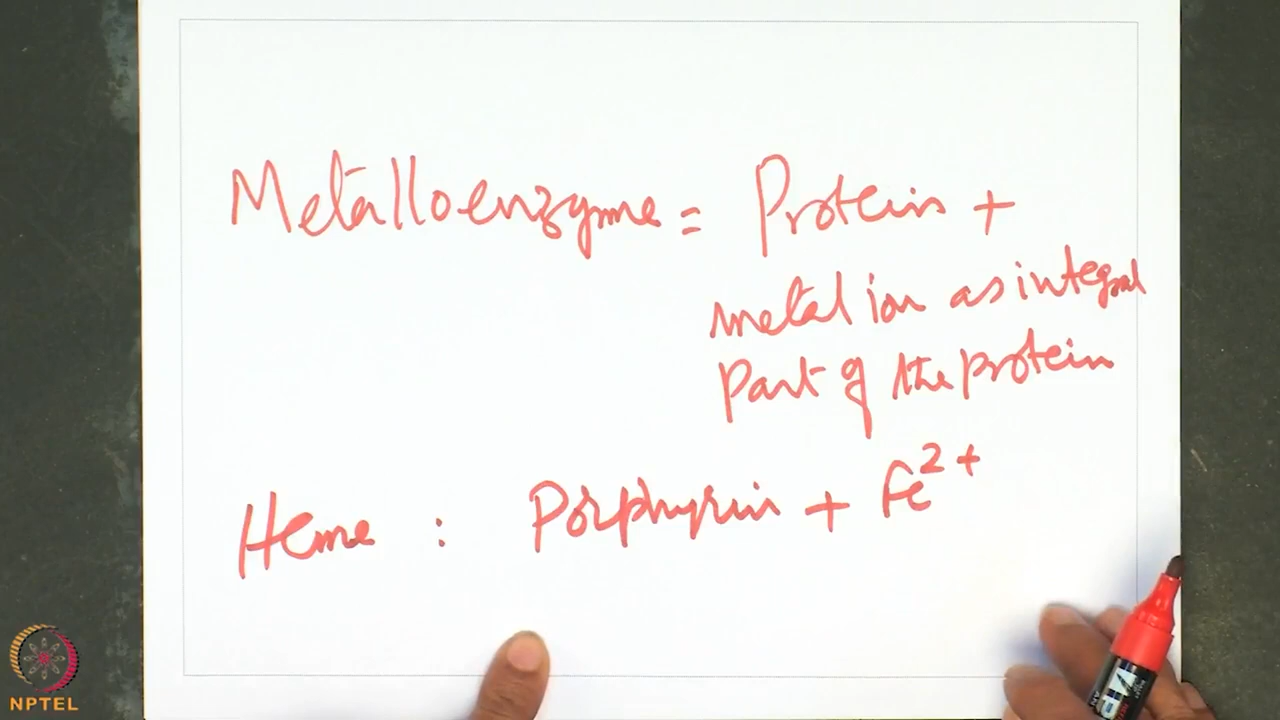 Metalloenzyme = Protein +
metal ion as integral
part of the protein
Heme : Porphyrin + Fe2+
NPTEL